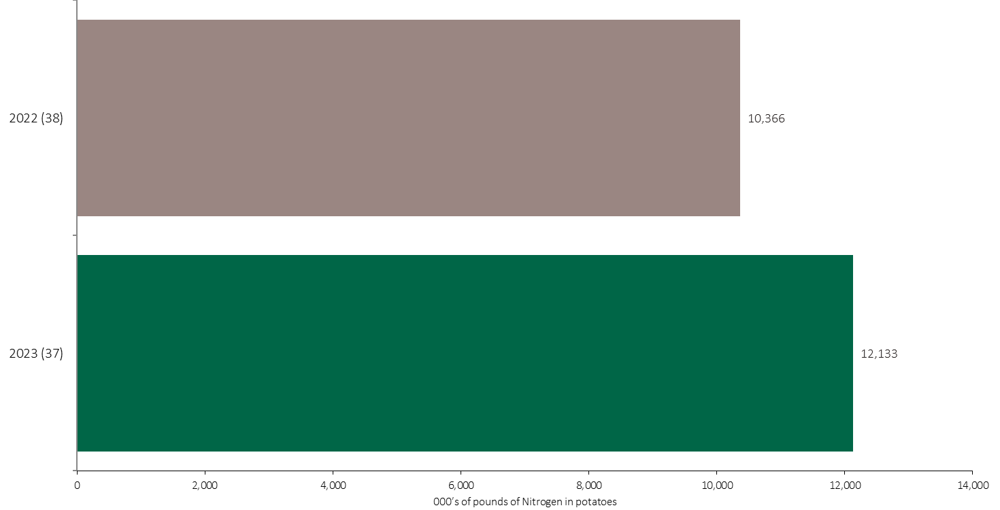 2022 (38)
10,366
2023 (37)
12,133
0 2,000 4,000 6,000 8,000 10,000 12,000 14,000
000’s of pounds of Nitrogen in potatoes